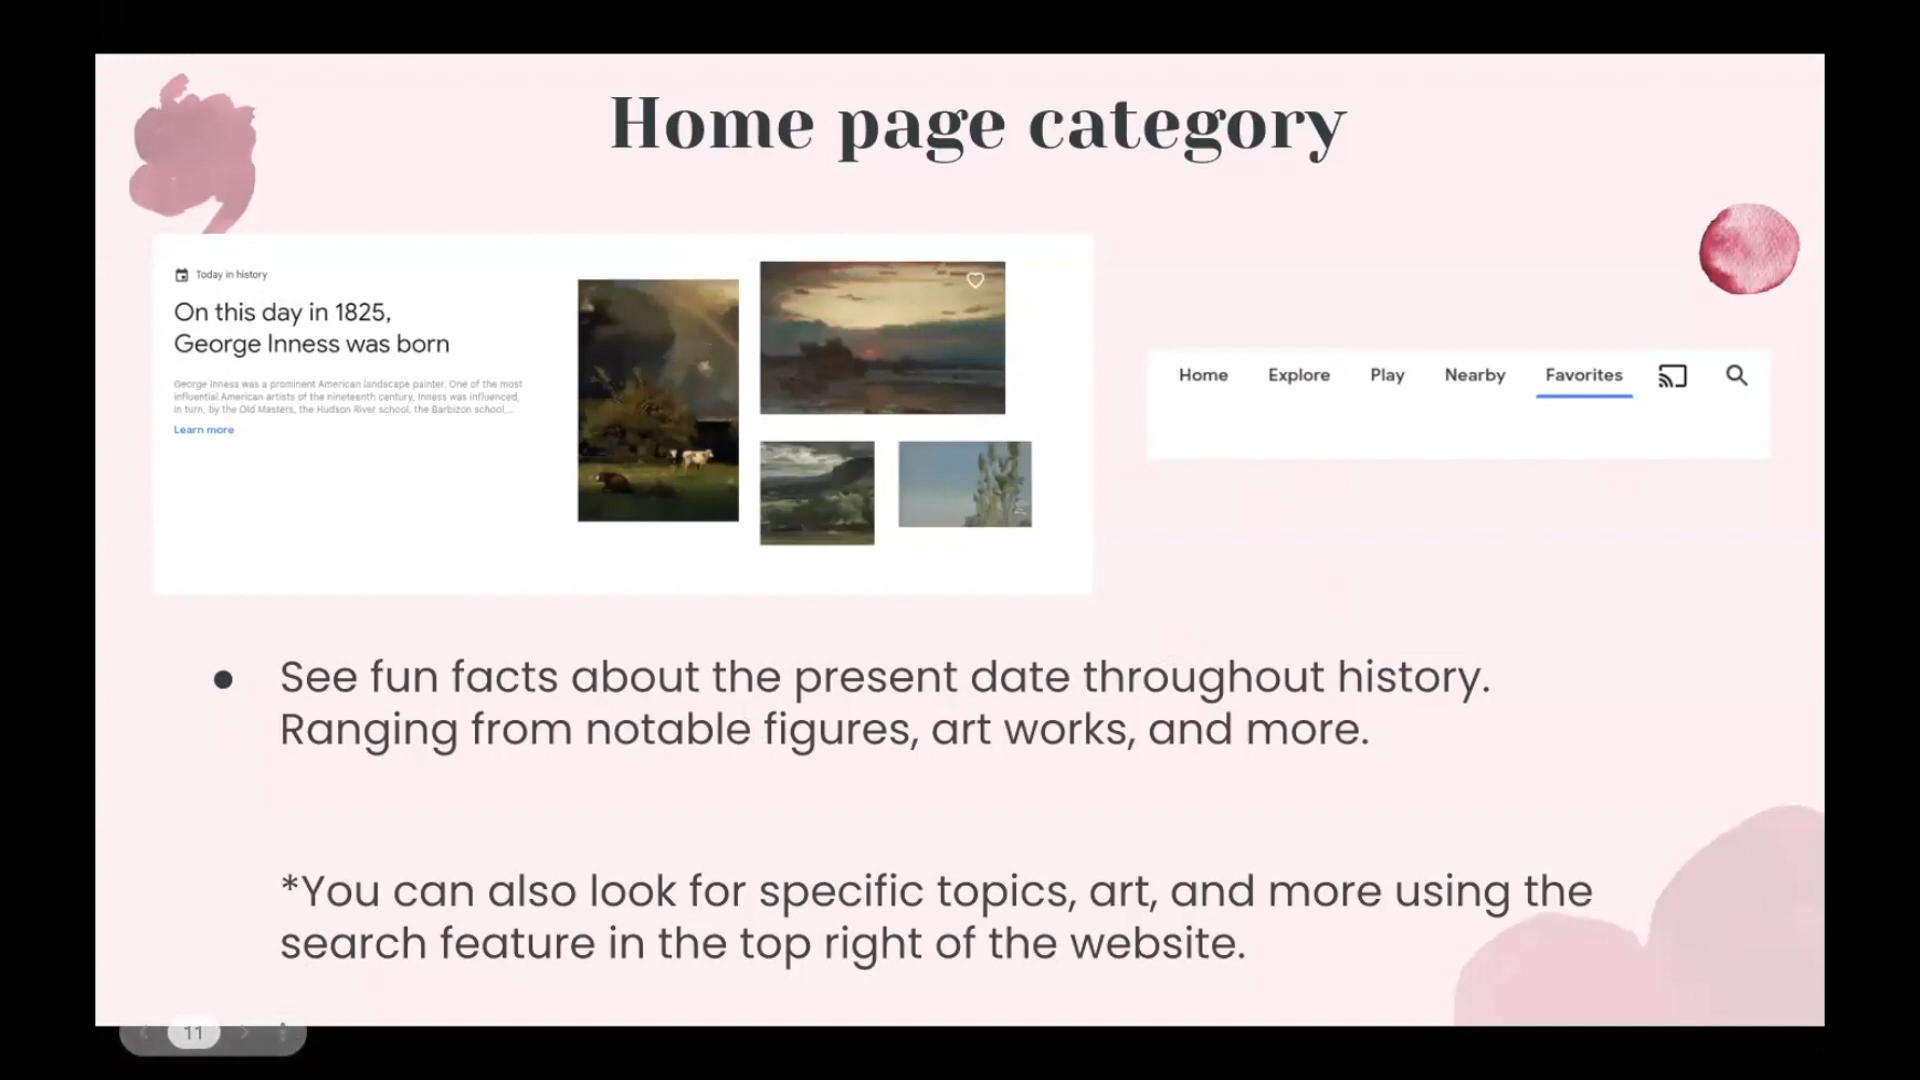 Home page category
Today in history
On this day in 1825,
George Inness was born
George Inness was a prominent American landscape painter. One of the most
influential American artists of the nineteenth century, Inness was influenced,
in turn, by the Old Masters, the Hudson River school, the Barbizon school,...
Learn more
Home Explore Play Nearby Favorites
● See fun facts about the present date throughout history.
Ranging from notable figures, art works, and more.
*You can also look for specific topics, art, and more using the
search feature in the top right of the website.
11